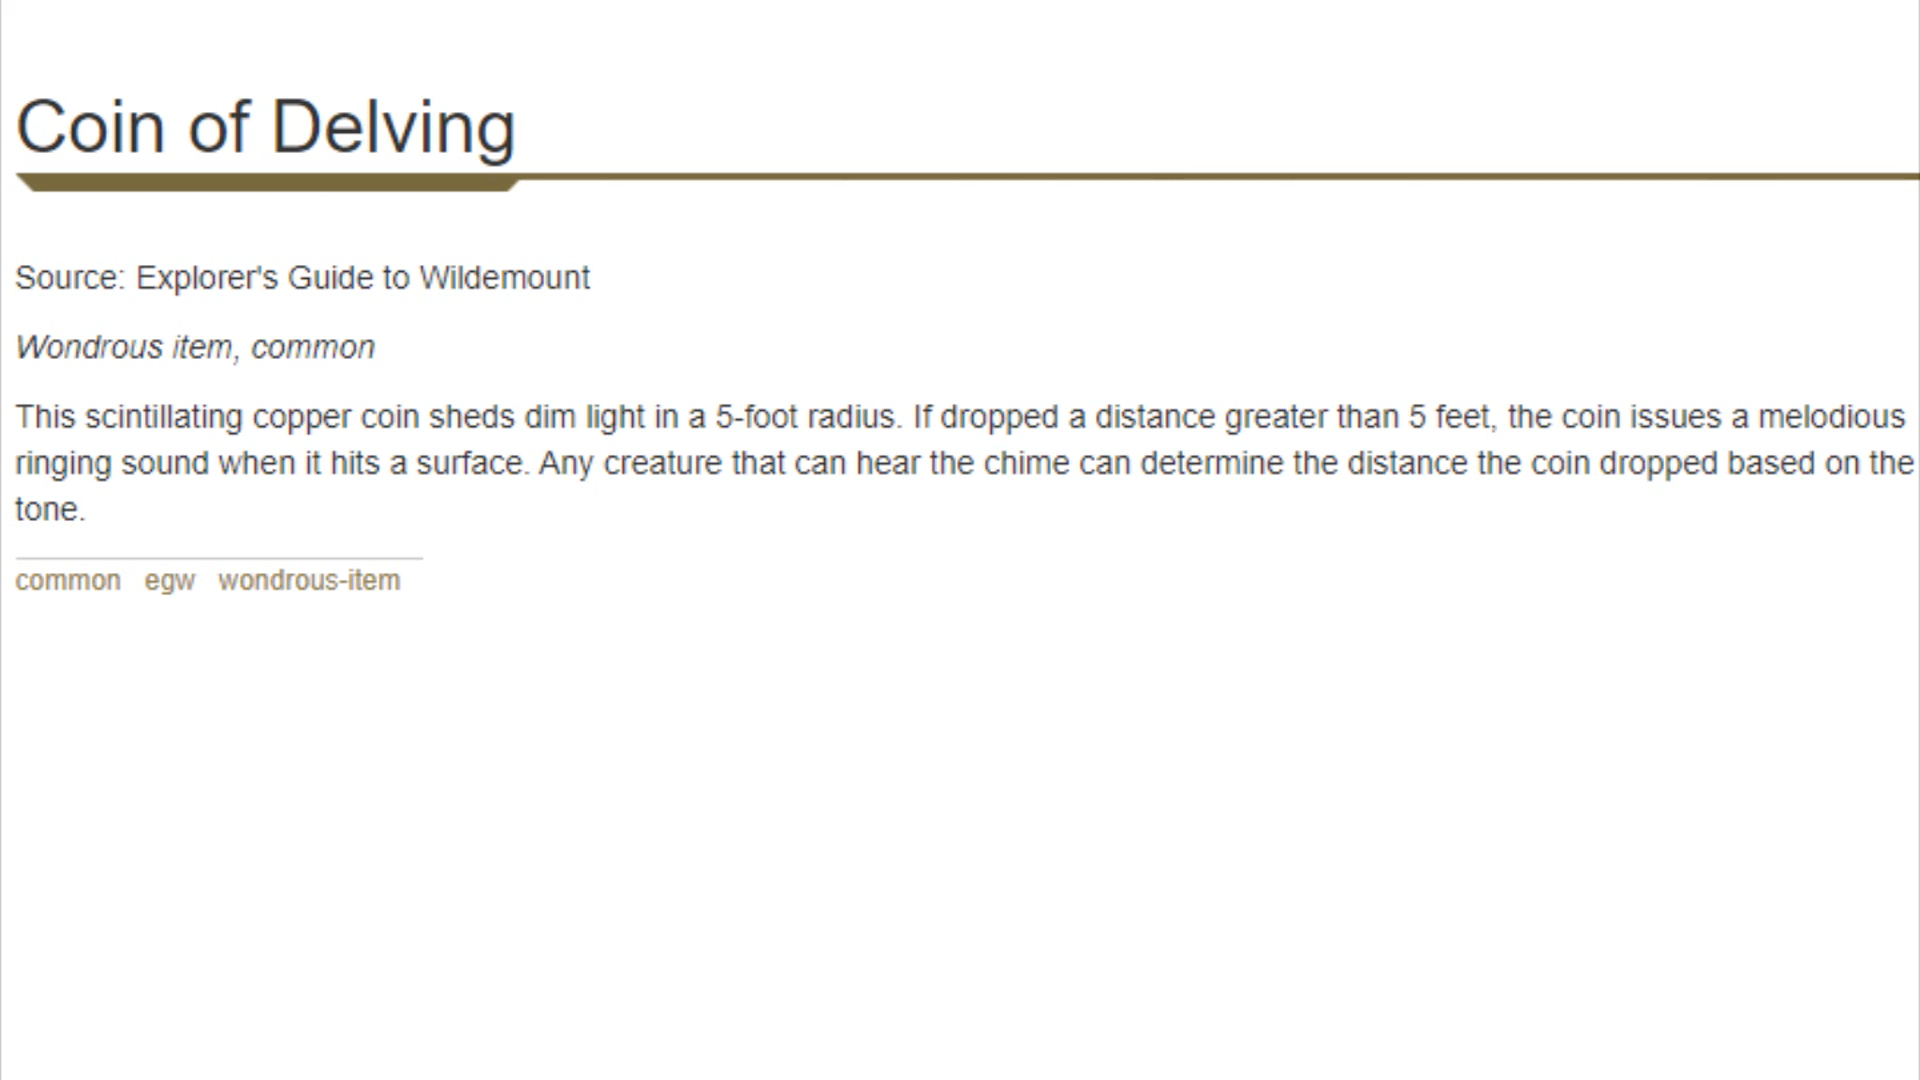 Coin of Delving
Source: Explorer's Guide to Wildemount
Wondrous item, common
This scintillating copper coin sheds dim light in a 5-foot radius. If dropped a distance greater than 5 feet, the coin issues a melodious
ringing sound when it hits a surface. Any creature that can hear the chime can determine the distance the coin dropped based on the
tone.
common egw wondrous-item